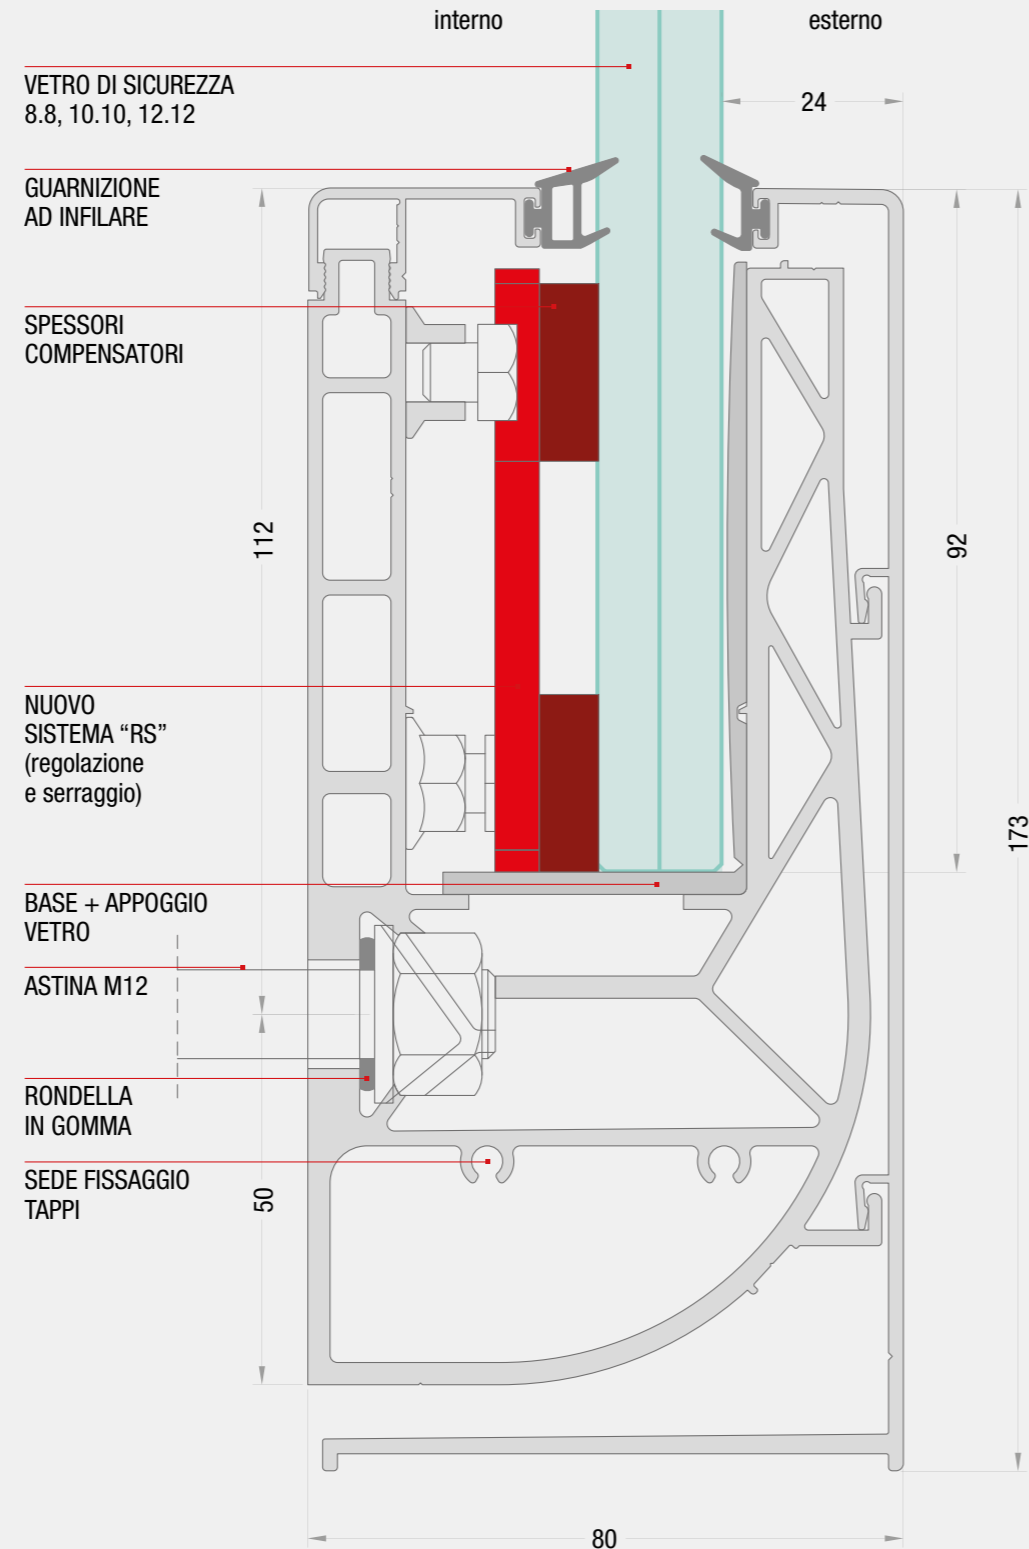 interno
esterno
VETRO DI SICUREZZA
8.8, 10.10, 12.12
24
GUARNIZIONE
AD INFILARE
SPESSORI
COMPENSATORI
112
92
NUOVO
SISTEMA “RS”
(regolazione
e serraggio)
173
BASE + APPOGGIO
VETRO
ASTINA M12
RONDELLA
IN GOMMA
SEDE FISSAGGIO
TAPPI
50
80